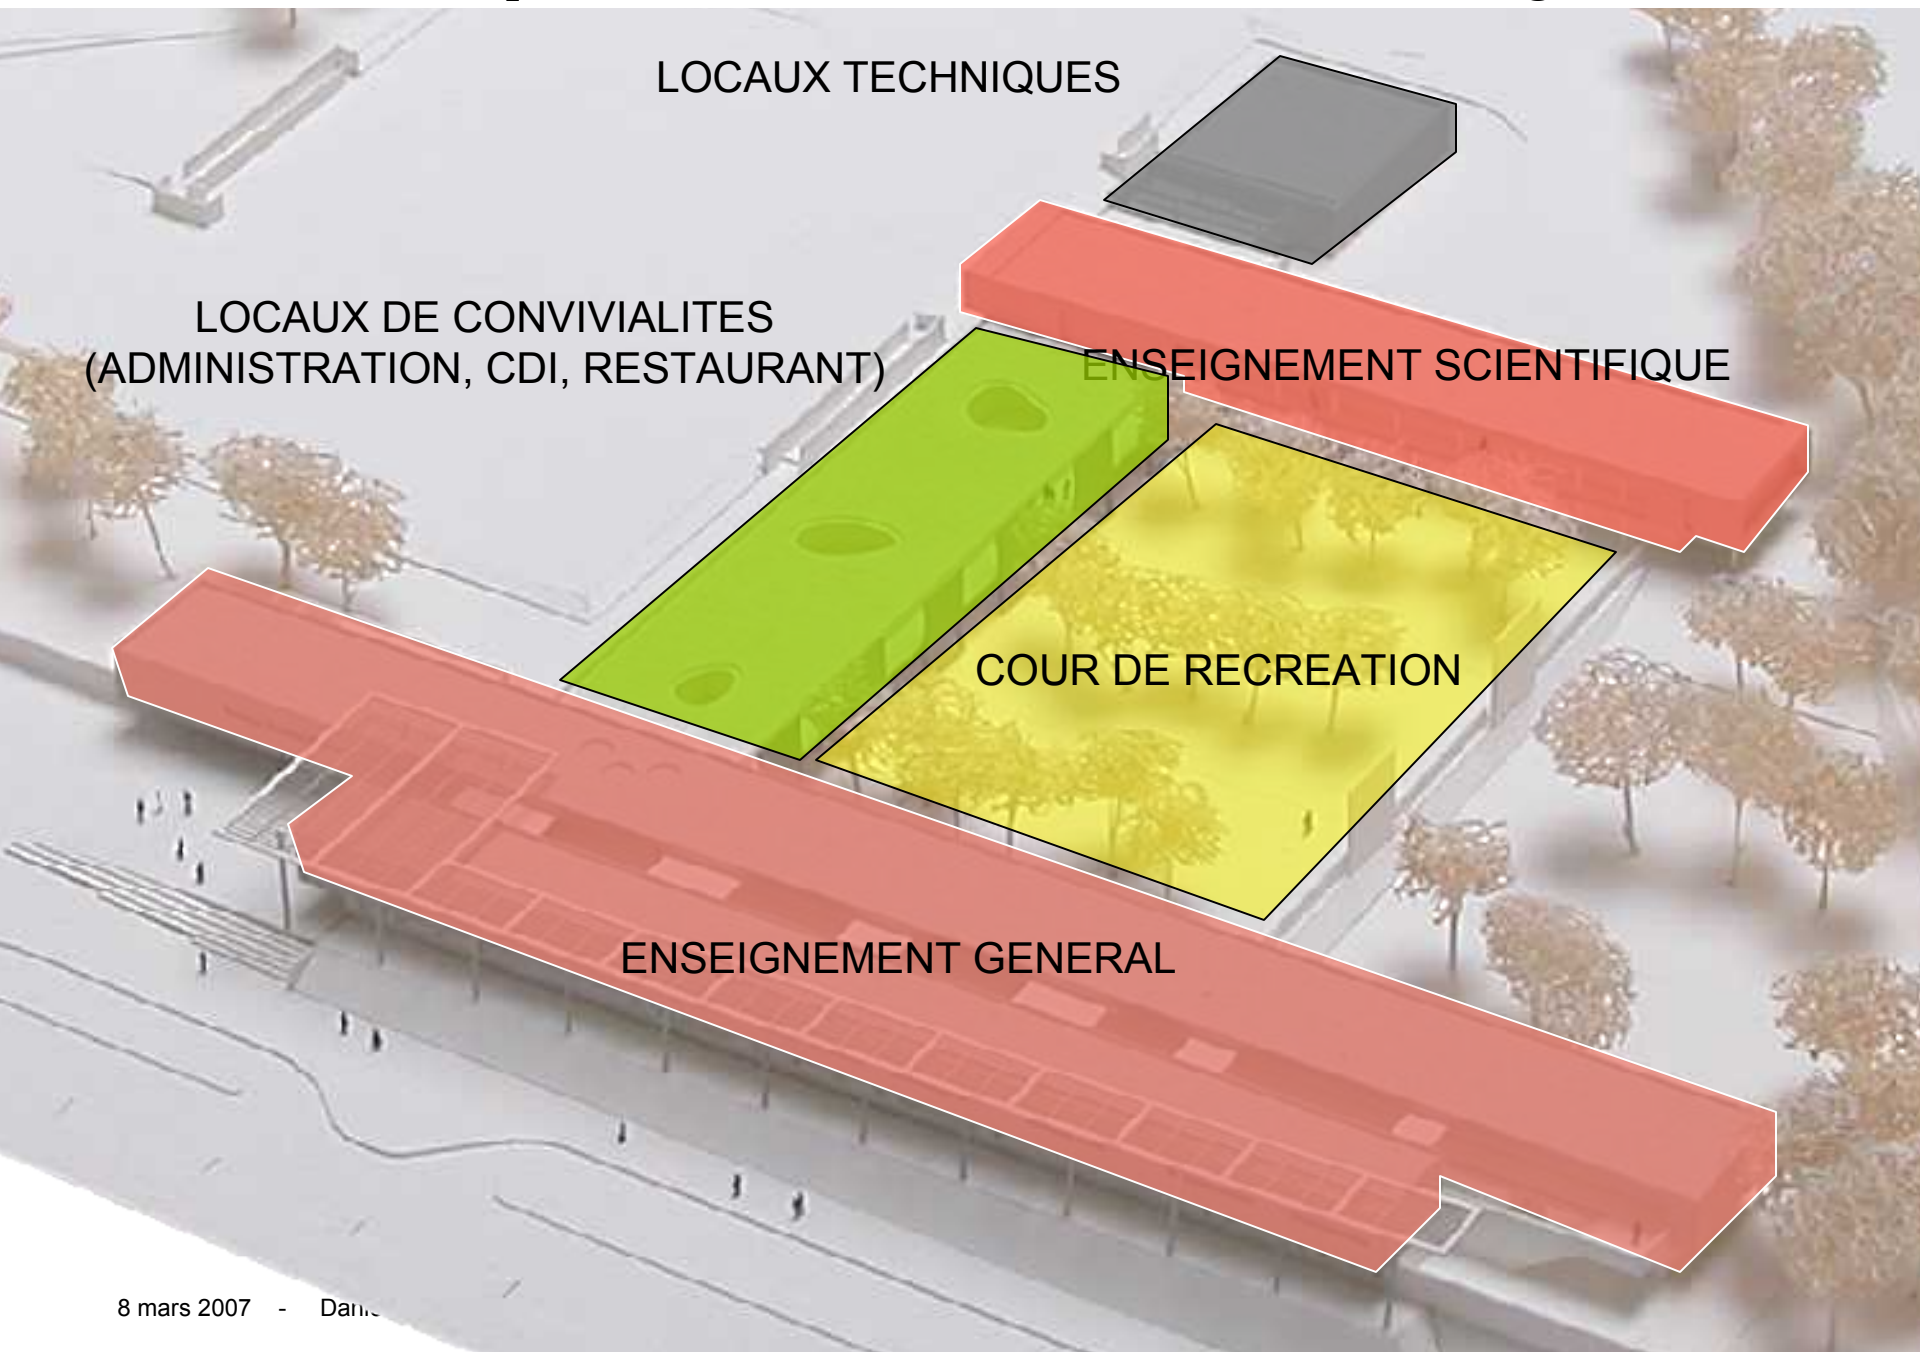 LOCAUX TECHNIQUES
LOCAUX DE CONVIVIALITES
(ADMINISTRATION, CDI, RESTAURANT)
ENSEIGNEMENT SCIENTIFIQUE
COUR DE RECREATION
ENSEIGNEMENT GENERAL
8 mars 2007 -